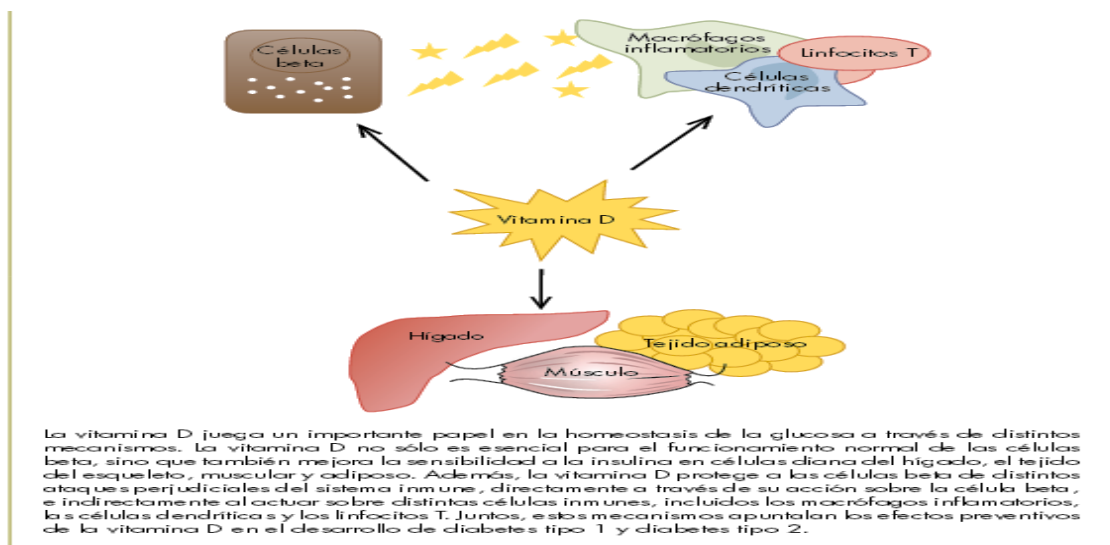 Células
beta
Macrófagos
inflamatorios
Linfocitos T
Células
dendríticas
Vitamina D
Hígado
Tejido adiposo
Músculo
La vitamina D juega un importante papel en la homeostasis de la glucosa a través de distintos
mecanismos. La vitamina D no sólo es esencial para el funcionamiento normal de las células
beta, sino que también mejora la sensibilidad a la insulina en células diana del hígado, el tejido
del esqueleto, muscular y adiposo. Además, la vitamina D protege a las células beta de distintos
ataques perjudiciales del sistema inmune, directamente a través de su acción sobre la célula beta,
e indirectamente al actuar sobre distintas células inmunes, incluidos los macrófagos inflamatorios,
las células dendríticas y los linfocitos T. Juntos, estos mecanismos apuntalan los efectos preventivos
de la vitamina D en el desarrollo de diabetes tipo 1 y diabetes tipo 2.